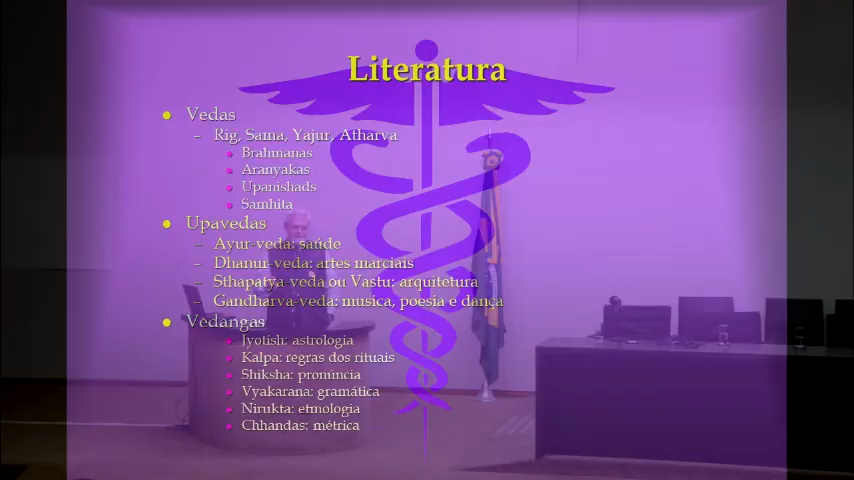 Literatura
Vedas
Rig, Sama, Yajur, Atharva
Brahmanas
Aranyakas
Upanishads
Samhita
Upavedas
Ayur-veda: saúde
Dhanur-veda: artes marciais
Sthapatya-veda ou Vastu: arquitetura
Gandharva-veda: musica, poesia e dança
Vedangas
Jyotish: astrologia
Kalpa: regras dos rituais
Shiksha: pronúncia
Vyakarana: gramática
Nirukta: etmologia
Chhandas: métrica